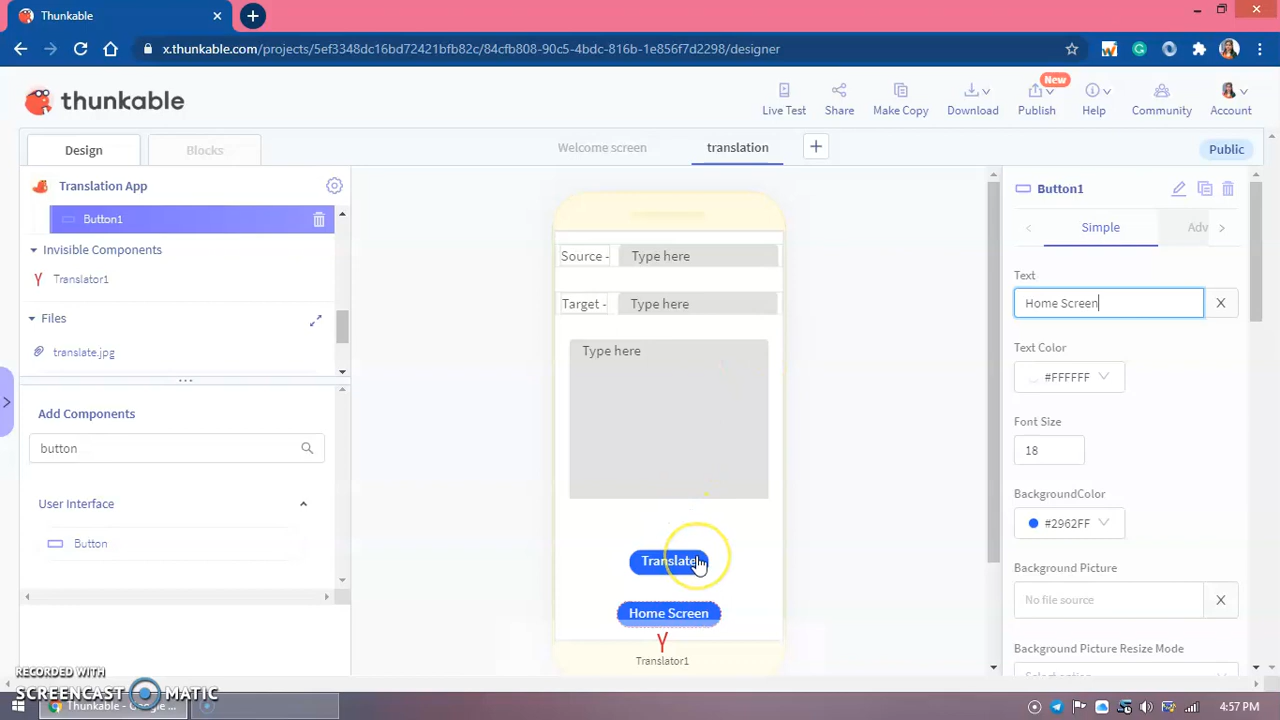 Thunkable
x.thunkable.com/projects/5ef3348dc16bd72421bfb82c/84cfb808-90c5-4bdc-816b-1e856f7d2298/designer
thunkable
New
Live Test
Share
Make Copy
Download
Publish
Help
Community
Account
Design
Blocks
Welcome screen
translation
Public
Translation App
Button1
Invisible Components
Translator1
Files
translate.jpg
Add Components
button
User Interface
Button
Source -
Type here
Target -
Type here
Type here
Translate
Home Screen
Translator1
Button1
Simple
Adv
Text
Home Screen
X
Text Color
#FFFFFF
Font Size
18
BackgroundColor
#2962FF
Background Picture
No file source
X
Background Picture Resize Mode
RECORDED WITH
SCREENCAST MATIC
Thunkable - Google ...
4:57 PM